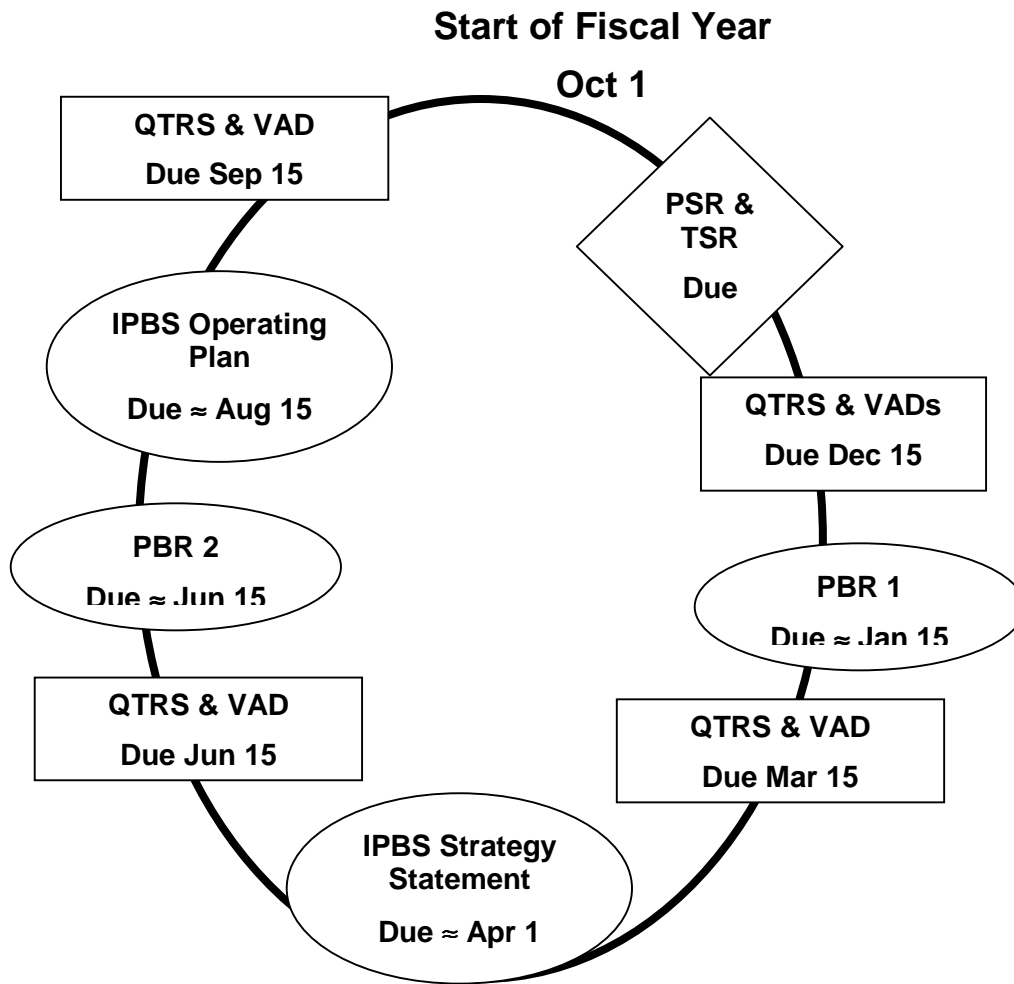 Start of Fiscal Year
Oct 1
QTRS & VAD
Due Sep 15
PSR &
TSR
Due
IPBS Operating
Plan
Due ≈ Aug 15
QTRS & VADs
Due Dec 15
PBR 2
Due ≈ Jun 15
PBR 1
Due ≈ Jan 15
QTRS & VAD
Due Jun 15
QTRS & VAD
Due Mar 15
IPBS Strategy
Statement
Due ≈ Apr 1